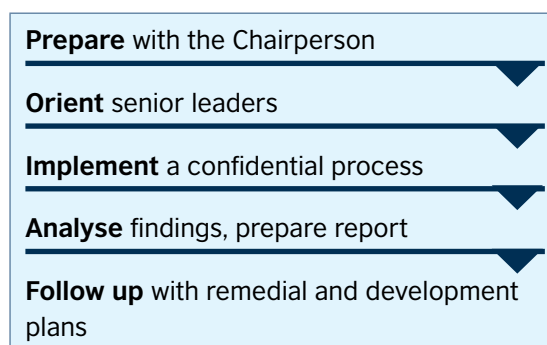 Prepare with the Chairperson
Orient senior leaders
Implement a confidential process
Analyse findings, prepare report
Follow up with remedial and development
plans